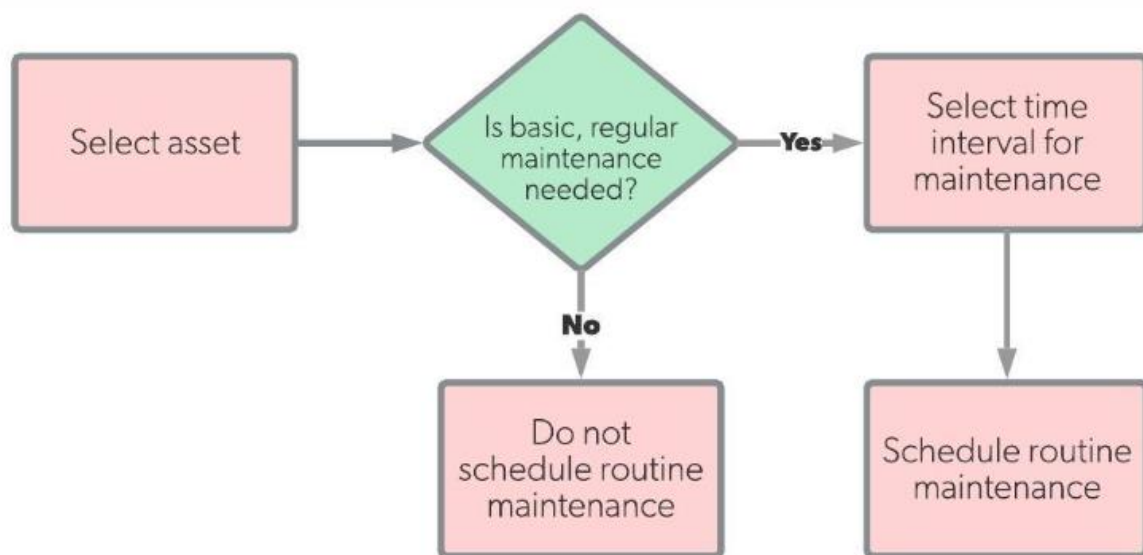 Select asset
Is basic, regular
maintenance
needed?
Yes
Select time
interval for
maintenance
No
Do not
schedule routine
maintenance
Schedule routine
maintenance